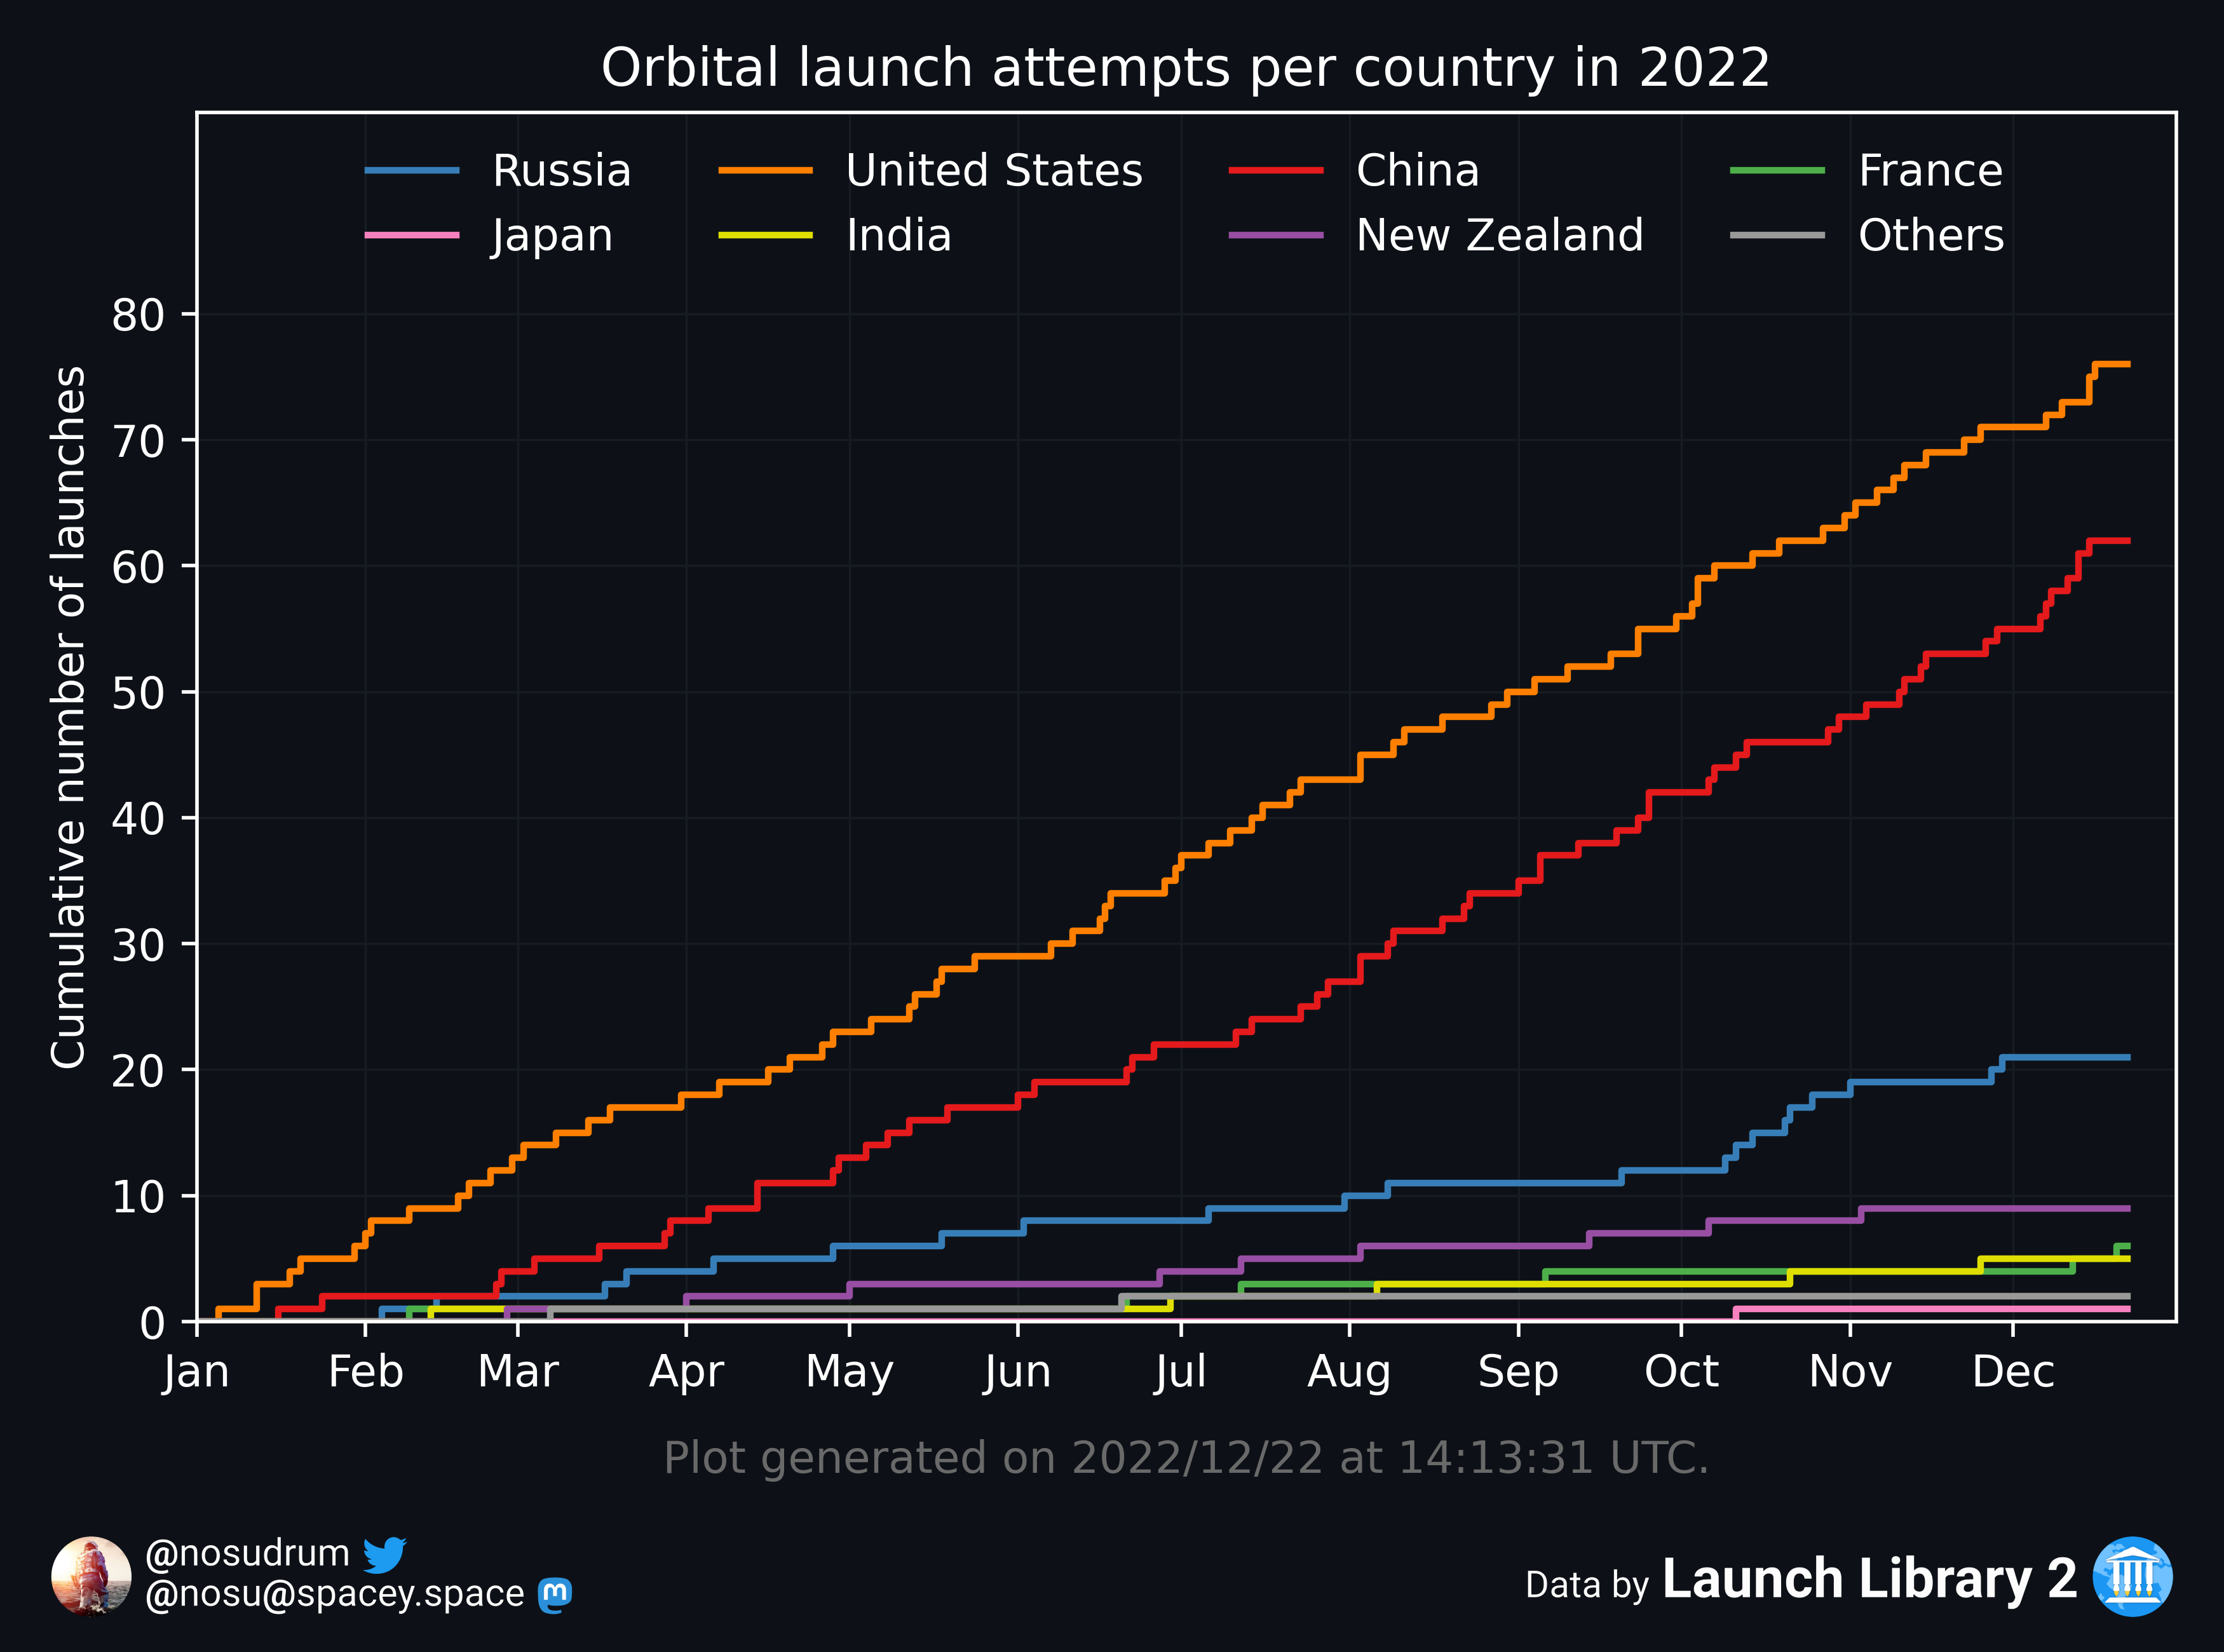 Orbital launch attempts per country in 2022
Russia United States China France
Japan India New Zealand Others
Cumulative number of launches
80
70
60
50
40
30
20
10
0
Jan Feb Mar Apr May Jun Jul Aug Sep Oct Nov Dec
Plot generated on 2022/12/22 at 14:13:31 UTC.
@nosudrum
@nosu@spacey.space
Data by Launch Library 2